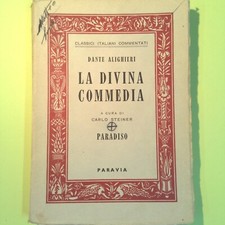 CLASSICI ITALIANI COMMENTATI
DANTE ALIGHIERI
LA DIVINA
COMMEDIA
A CURA DI
CARLO STEINER
PARADISO
PARAVIA